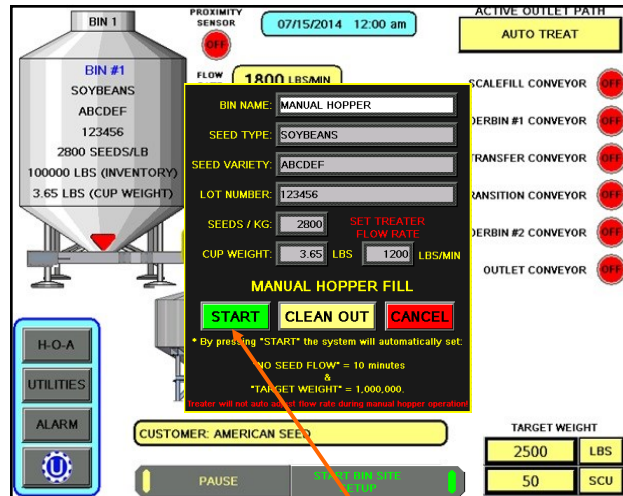 BIN 1
PROXIMITY
SENSOR
OFF
07/15/2014 12:00 am
ACTIVE OUTLET PATH
AUTO TREAT
BIN #1
SOYBEANS
ABCDEF
123456
2800 SEEDS/LB
100000 LBS (INVENTORY)
3.65 LBS (CUP WEIGHT)
FLOW
1800 LBS/MIN
SCALEFILL CONVEYOR OFF
DERBIN #1 CONVEYOR OFF
TRANSFER CONVEYOR OFF
RANSITION CONVEYOR OFF
DERBIN #2 CONVEYOR OFF
OUTLET CONVEYOR OFF
BIN NAME: MANUAL HOPPER
SEED TYPE: SOYBEANS
SEED VARIETY: ABCDEF
LOT NUMBER: 123456
SEEDS / KG: 2800 SET TREATER
FLOW RATE
CUP WEIGHT: 3.65 LBS 1200 LBS/MIN
MANUAL HOPPER FILL
START CLEAN OUT CANCEL
* By pressing "START" the system will automatically set:
"NO SEED FLOW" = 10 minutes
&
"TARGET WEIGHT" = 1,000,000.
Treater will not auto adjust flow rate during manual hopper operation!
H-O-A
UTILITIES
ALARM
U
CUSTOMER: AMERICAN SEED
PAUSE
START BIN SITE
SETUP
TARGET WEIGHT
2500 LBS
50 SCU